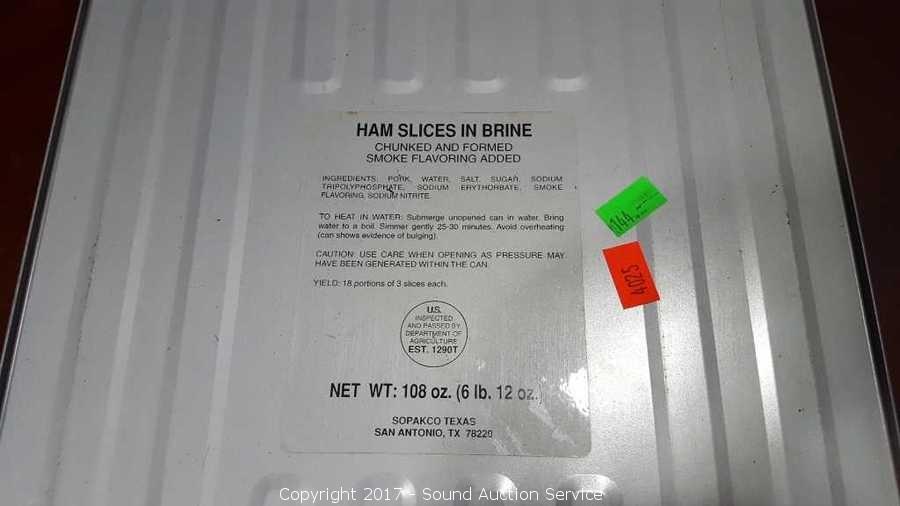 HAM SLICES IN BRINE
CHUNKED AND FORMED
SMOKE FLAVORING ADDED
INGREDIENTS: PORK, WATER, SALT, SUGAR, SODIUM
TRIPOLYPHOSPHATE, SODIUM ERYTHORBATE, SMOKE
FLAVORING, SODIUM NITRITE.
TO HEAT IN WATER: Submerge unopened can in water. Bring
water to a boil. Simmer gently 25-30 minutes. Avoid overheating
(can shows evidence of bulging).
CAUTION: USE CARE WHEN OPENING AS PRESSURE MAY
HAVE BEEN GENERATED WITHIN THE CAN.
YIELD: 18 portions of 3 slices each.
U.S.
INSPECTED
AND PASSED BY
DEPARTMENT OF
AGRICULTURE
EST. 1290T
NET WT: 108 oz. (6 lb. 12 oz.)
SOPAKCO TEXAS
SAN ANTONIO, TX 78220
144
4025
Copyright 2017 - Sound Auction Service